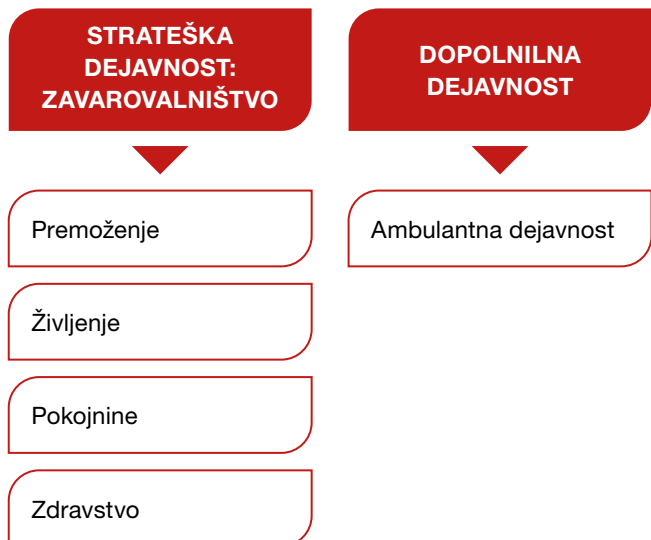 STRATEŠKA
DEJAVNOST:
ZAVAROVALNIŠTVO
Premoženje
Življenje
Pokojnine
Zdravstvo
DOPOLNILNA
DEJAVNOST
Ambulantna dejavnost